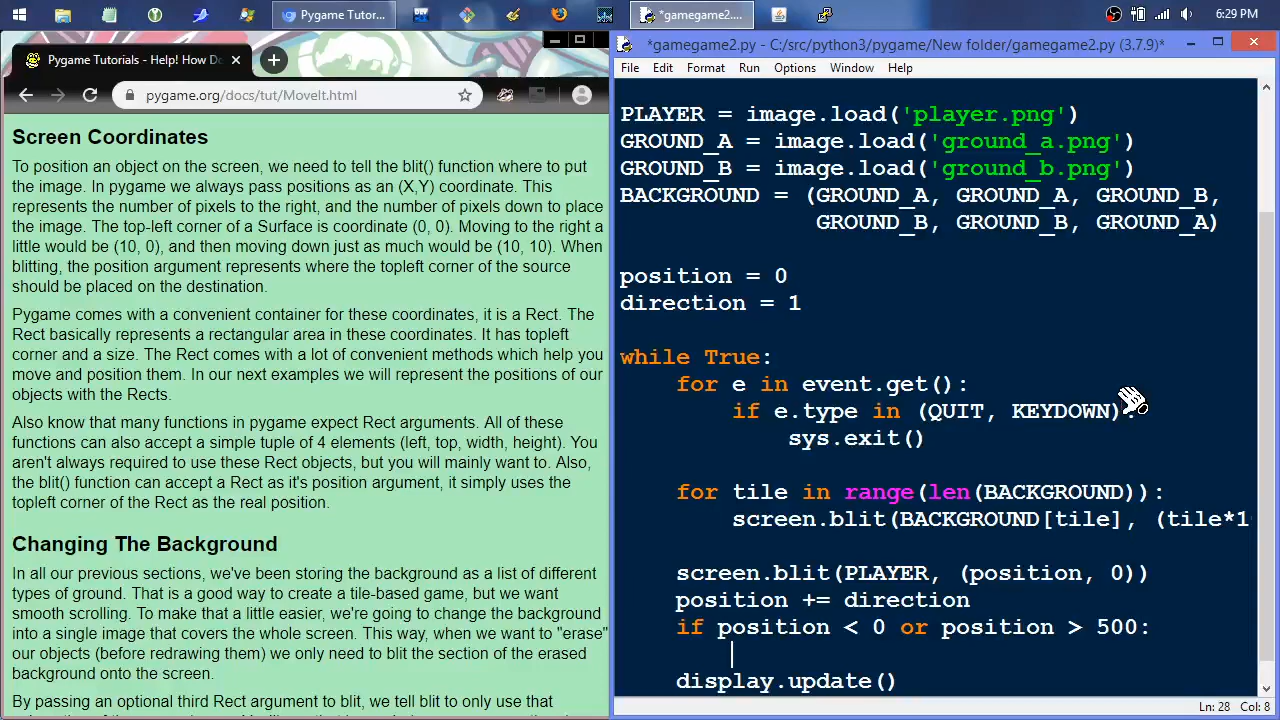 Pygame Tutor...
*gamegame2....
6:29 PM
Pygame Tutorials - Help! How Do
pygame.org/docs/tut/MoveIt.html
Screen Coordinates
To position an object on the screen, we need to tell the blit() function where to put
the image. In pygame we always pass positions as an (X,Y) coordinate. This
represents the number of pixels to the right, and the number of pixels down to place
the image. The top-left corner of a Surface is coordinate (0, 0). Moving to the right a
little would be (10, 0), and then moving down just as much would be (10, 10). When
blitting, the position argument represents where the topleft corner of the source
should be placed on the destination.
Pygame comes with a convenient container for these coordinates, it is a Rect. The
Rect basically represents a rectangular area in these coordinates. It has topleft
corner and a size. The Rect comes with a lot of convenient methods which help you
move and position them. In our next examples we will represent the positions of our
objects with the Rects.
Also know that many functions in pygame expect Rect arguments. All of these
functions can also accept a simple tuple of 4 elements (left, top, width, height). You
aren't always required to use these Rect objects, but you will mainly want to. Also,
the blit() function can accept a Rect as it's position argument, it simply uses the
topleft corner of the Rect as the real position.
Changing The Background
In all our previous sections, we've been storing the background as a list of different
types of ground. That is a good way to create a tile-based game, but we want
smooth scrolling. To make that a little easier, we're going to change the background
into a single image that covers the whole screen. This way, when we want to "erase"
our objects (before redrawing them) we only need to blit the section of the erased
background onto the screen.
By passing an optional third Rect argument to blit, we tell blit to only use that
*gamegame2.py - C:/src/python3/pygame/New folder/gamegame2.py (3.7.9)*
File Edit Format Run Options Window Help
PLAYER = image.load('player.png')
GROUND_A = image.load('ground_a.png')
GROUND_B = image.load('ground_b.png')
BACKGROUND = (GROUND_A, GROUND_A, GROUND_B,
GROUND_B, GROUND_B, GROUND_A)
position = 0
direction = 1
while True:
for e in event.get():
if e.type in (QUIT, KEYDOWN):
sys.exit()
for tile in range(len(BACKGROUND)):
screen.blit(BACKGROUND[tile], (tile*1
screen.blit(PLAYER, (position, 0))
position += direction
if position < 0 or position > 500:
display.update()
Ln: 28 Col: 8